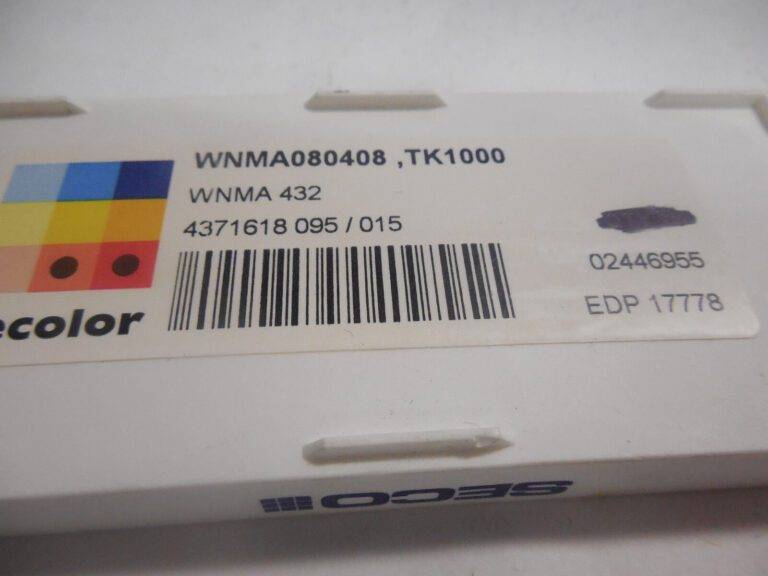 WNMA080408 ,TK1000
WNMA 432
4371618 095 / 015
02446955
EDP 17778
ecolor
SECO